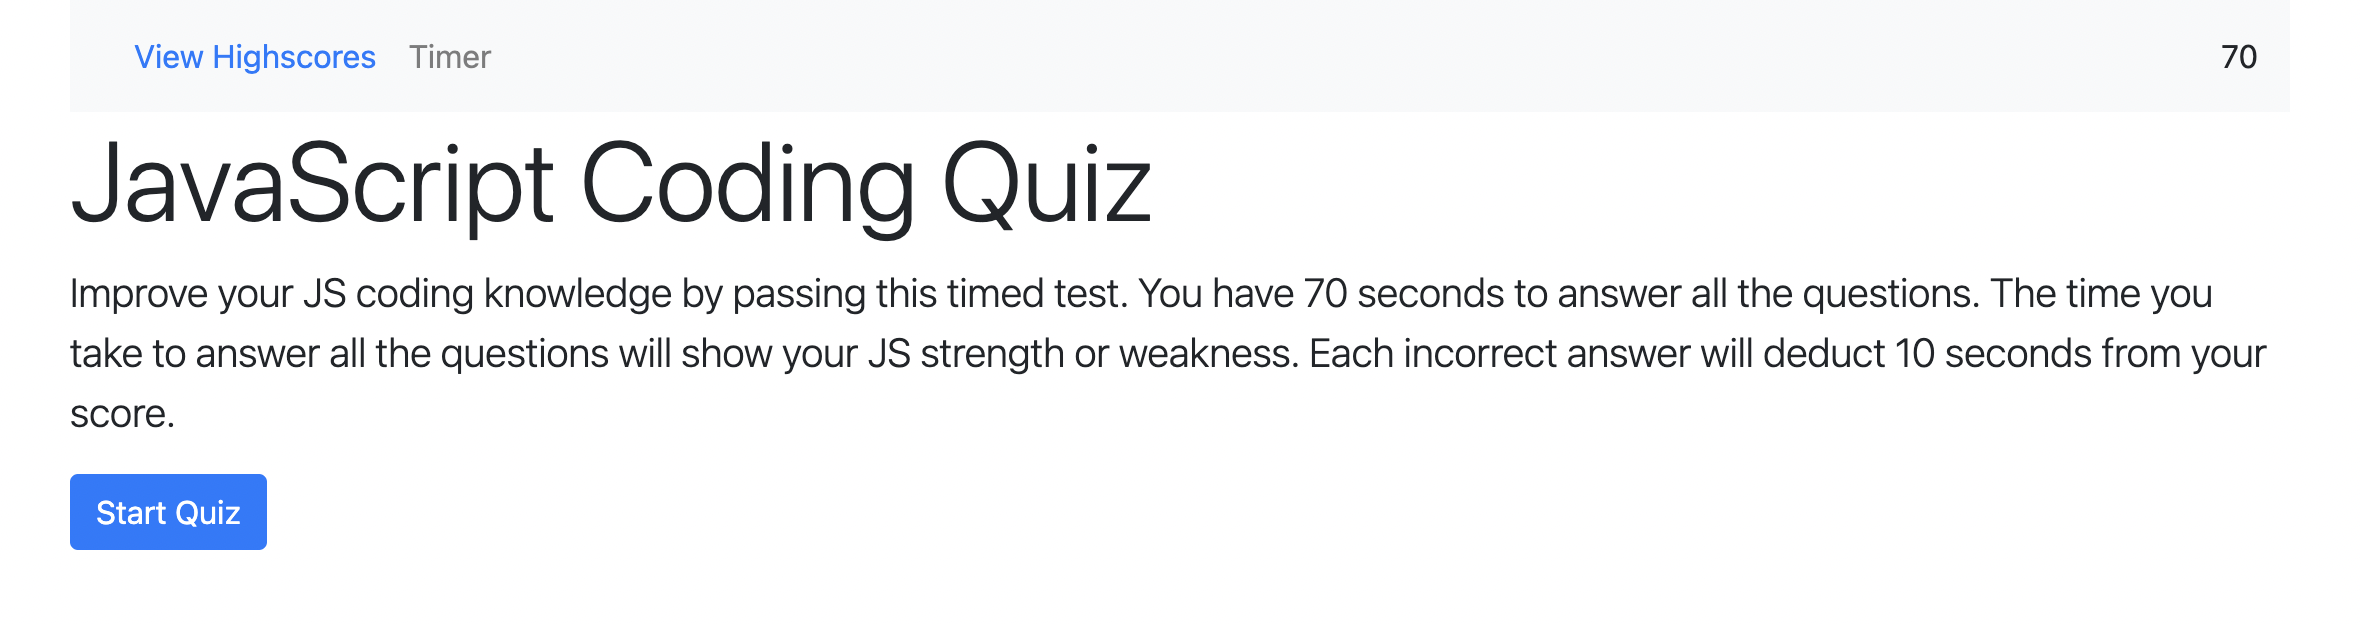 View Highscores Timer 70
JavaScript Coding Quiz
Improve your JS coding knowledge by passing this timed test. You have 70 seconds to answer all the questions. The time you
take to answer all the questions will show your JS strength or weakness. Each incorrect answer will deduct 10 seconds from your
score.
Start Quiz